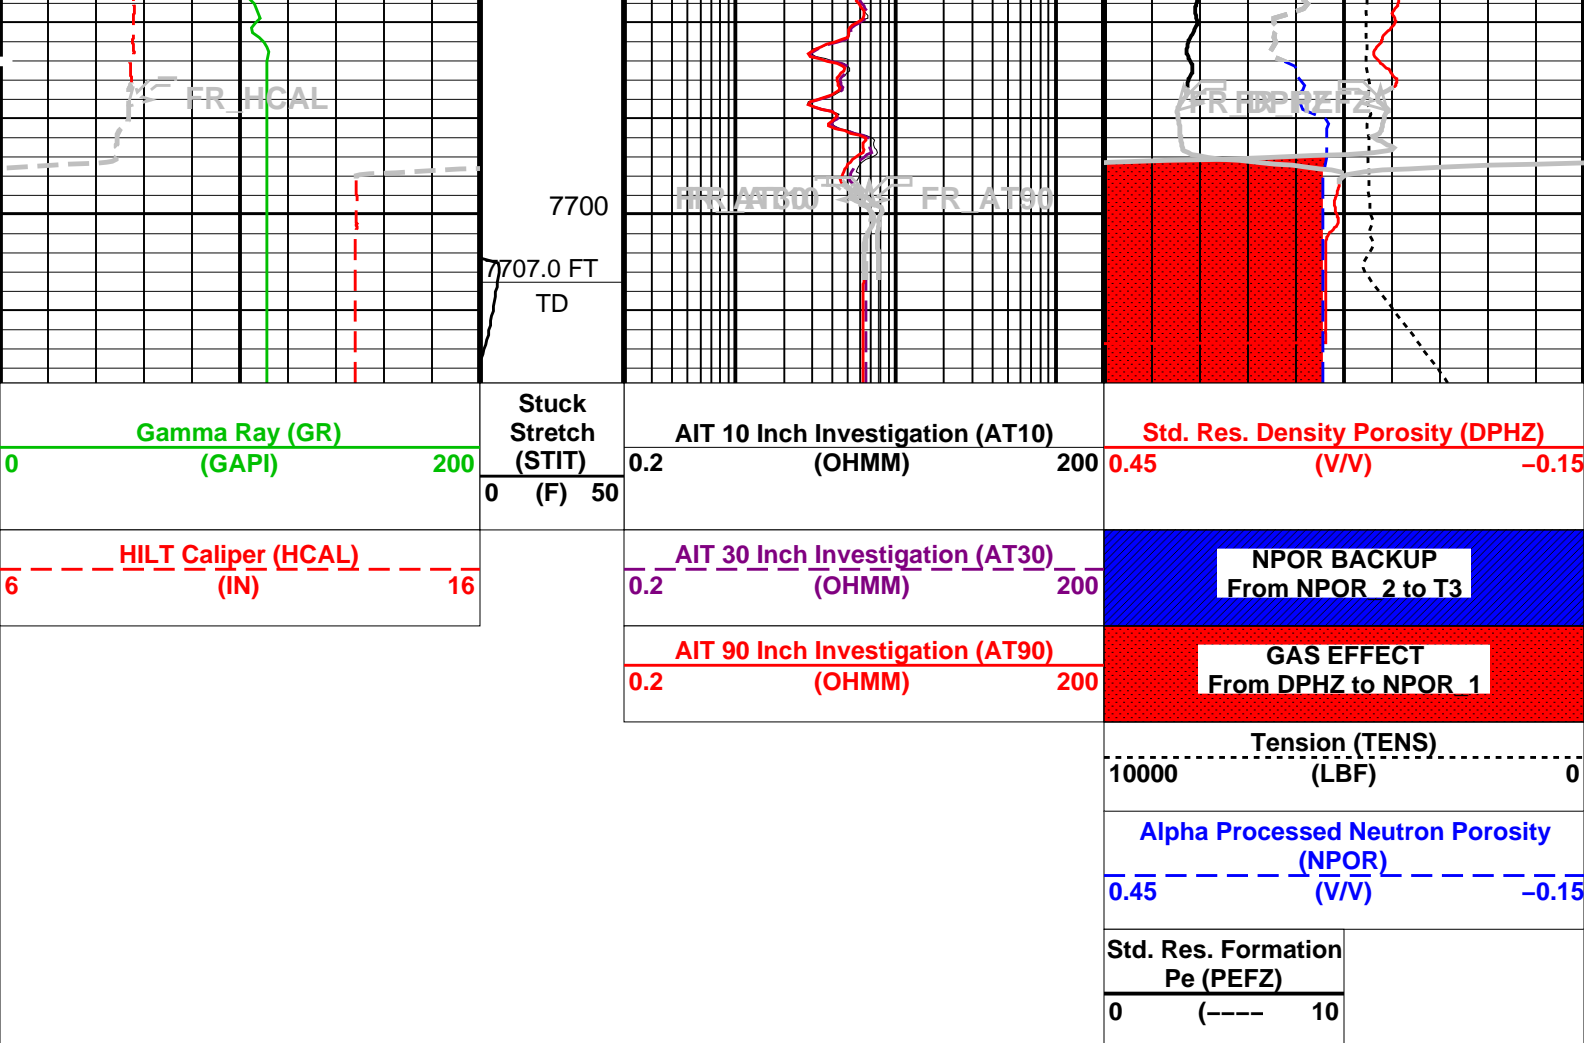 FR_HCAL
FR_AT90
7700
7707.0 FT
TD
Gamma Ray (GR)
0 (GAPI) 200
HILT Caliper (HCAL)
6 (IN) 16
Stuck
Stretch
(STIT)
0 (F) 50
AIT 10 Inch Investigation (AT10)
0.2 (OHMM) 200
AIT 30 Inch Investigation (AT30)
0.2 (OHMM) 200
AIT 90 Inch Investigation (AT90)
0.2 (OHMM) 200
Std. Res. Density Porosity (DPHZ)
0.45 (V/V) −0.15
NPOR BACKUP
From NPOR_2 to T3
GAS EFFECT
From DPHZ to NPOR_1
Tension (TENS)
10000 (LBF) 0
Alpha Processed Neutron Porosity
(NPOR)
0.45 (V/V) −0.15
Std. Res. Formation
Pe (PEFZ)
0 (−−−− 10